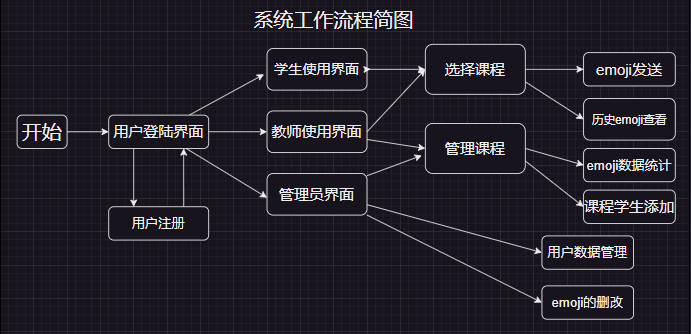 系统工作流程简图
开始
用户登陆界面
用户注册
学生使用界面
教师使用界面
管理员界面
选择课程
管理课程
emoji发送
历史emoji查看
emoji数据统计
课程学生添加
用户数据管理
emoji的删改